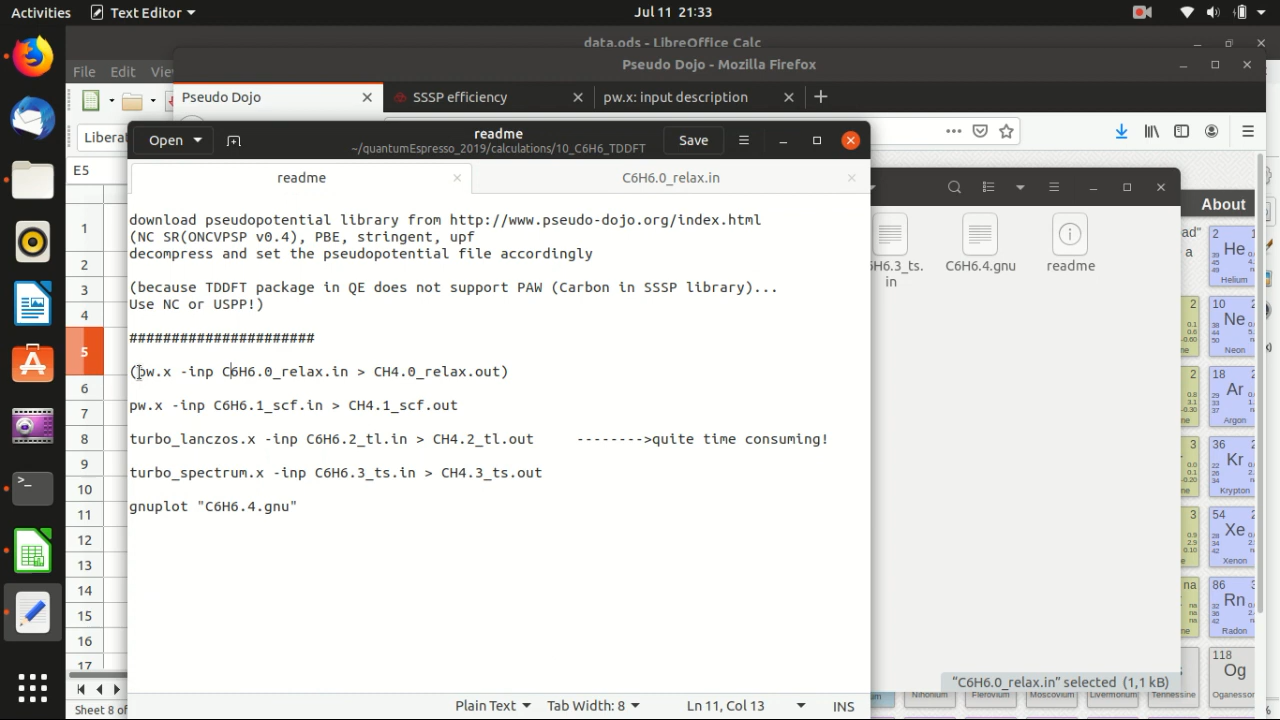 Activities Text Editor Jul 11 21:33
data.ods - LibreOffice Calc
File Edit Vie
Pseudo Dojo - Mozilla Firefox
Pseudo Dojo SSSP efficiency pw.x: input description
Liberat
E5
Open readme Save
~/quantumEspresso_2019/calculations/10_C6H6_TDDFT
readme C6H6.0_relax.in
download pseudopotential library from http://www.pseudo-dojo.org/index.html
(NC SR(ONCVPSP v0.4), PBE, stringent, upf
decompress and set the pseudopotential file accordingly
(because TDDFT package in QE does not support PAW (Carbon in SSSP library)...
Use NC or USPP!)
######################
(pw.x -inp C6H6.0_relax.in > CH4.0_relax.out)
pw.x -inp C6H6.1_scf.in > CH4.1_scf.out
turbo_lanczos.x -inp C6H6.2_tl.in > CH4.2_tl.out -------->quite time consuming!
turbo_spectrum.x -inp C6H6.3_ts.in > CH4.3_ts.out
gnuplot "C6H6.4.gnu"
Plain Text Tab Width: 8 Ln 11, Col 13 INS
1
2
3
4
5
6
7
8
9
10
11
12
13
14
15
16
17
Sheet 8 of
6H6.3_ts.
in
C6H6.4.gnu
readme
"C6H6.0_relax.in" selected (1,1 kB)
About
ad"
a
2 He Helium
10 Ne Neon
18 Ar Argon
36 Kr Krypton
54 Xe Xenon
86 Rn Radon
118 Og Oganesson
Nihonium Flerovium Moscovium Livermorium Tennessine